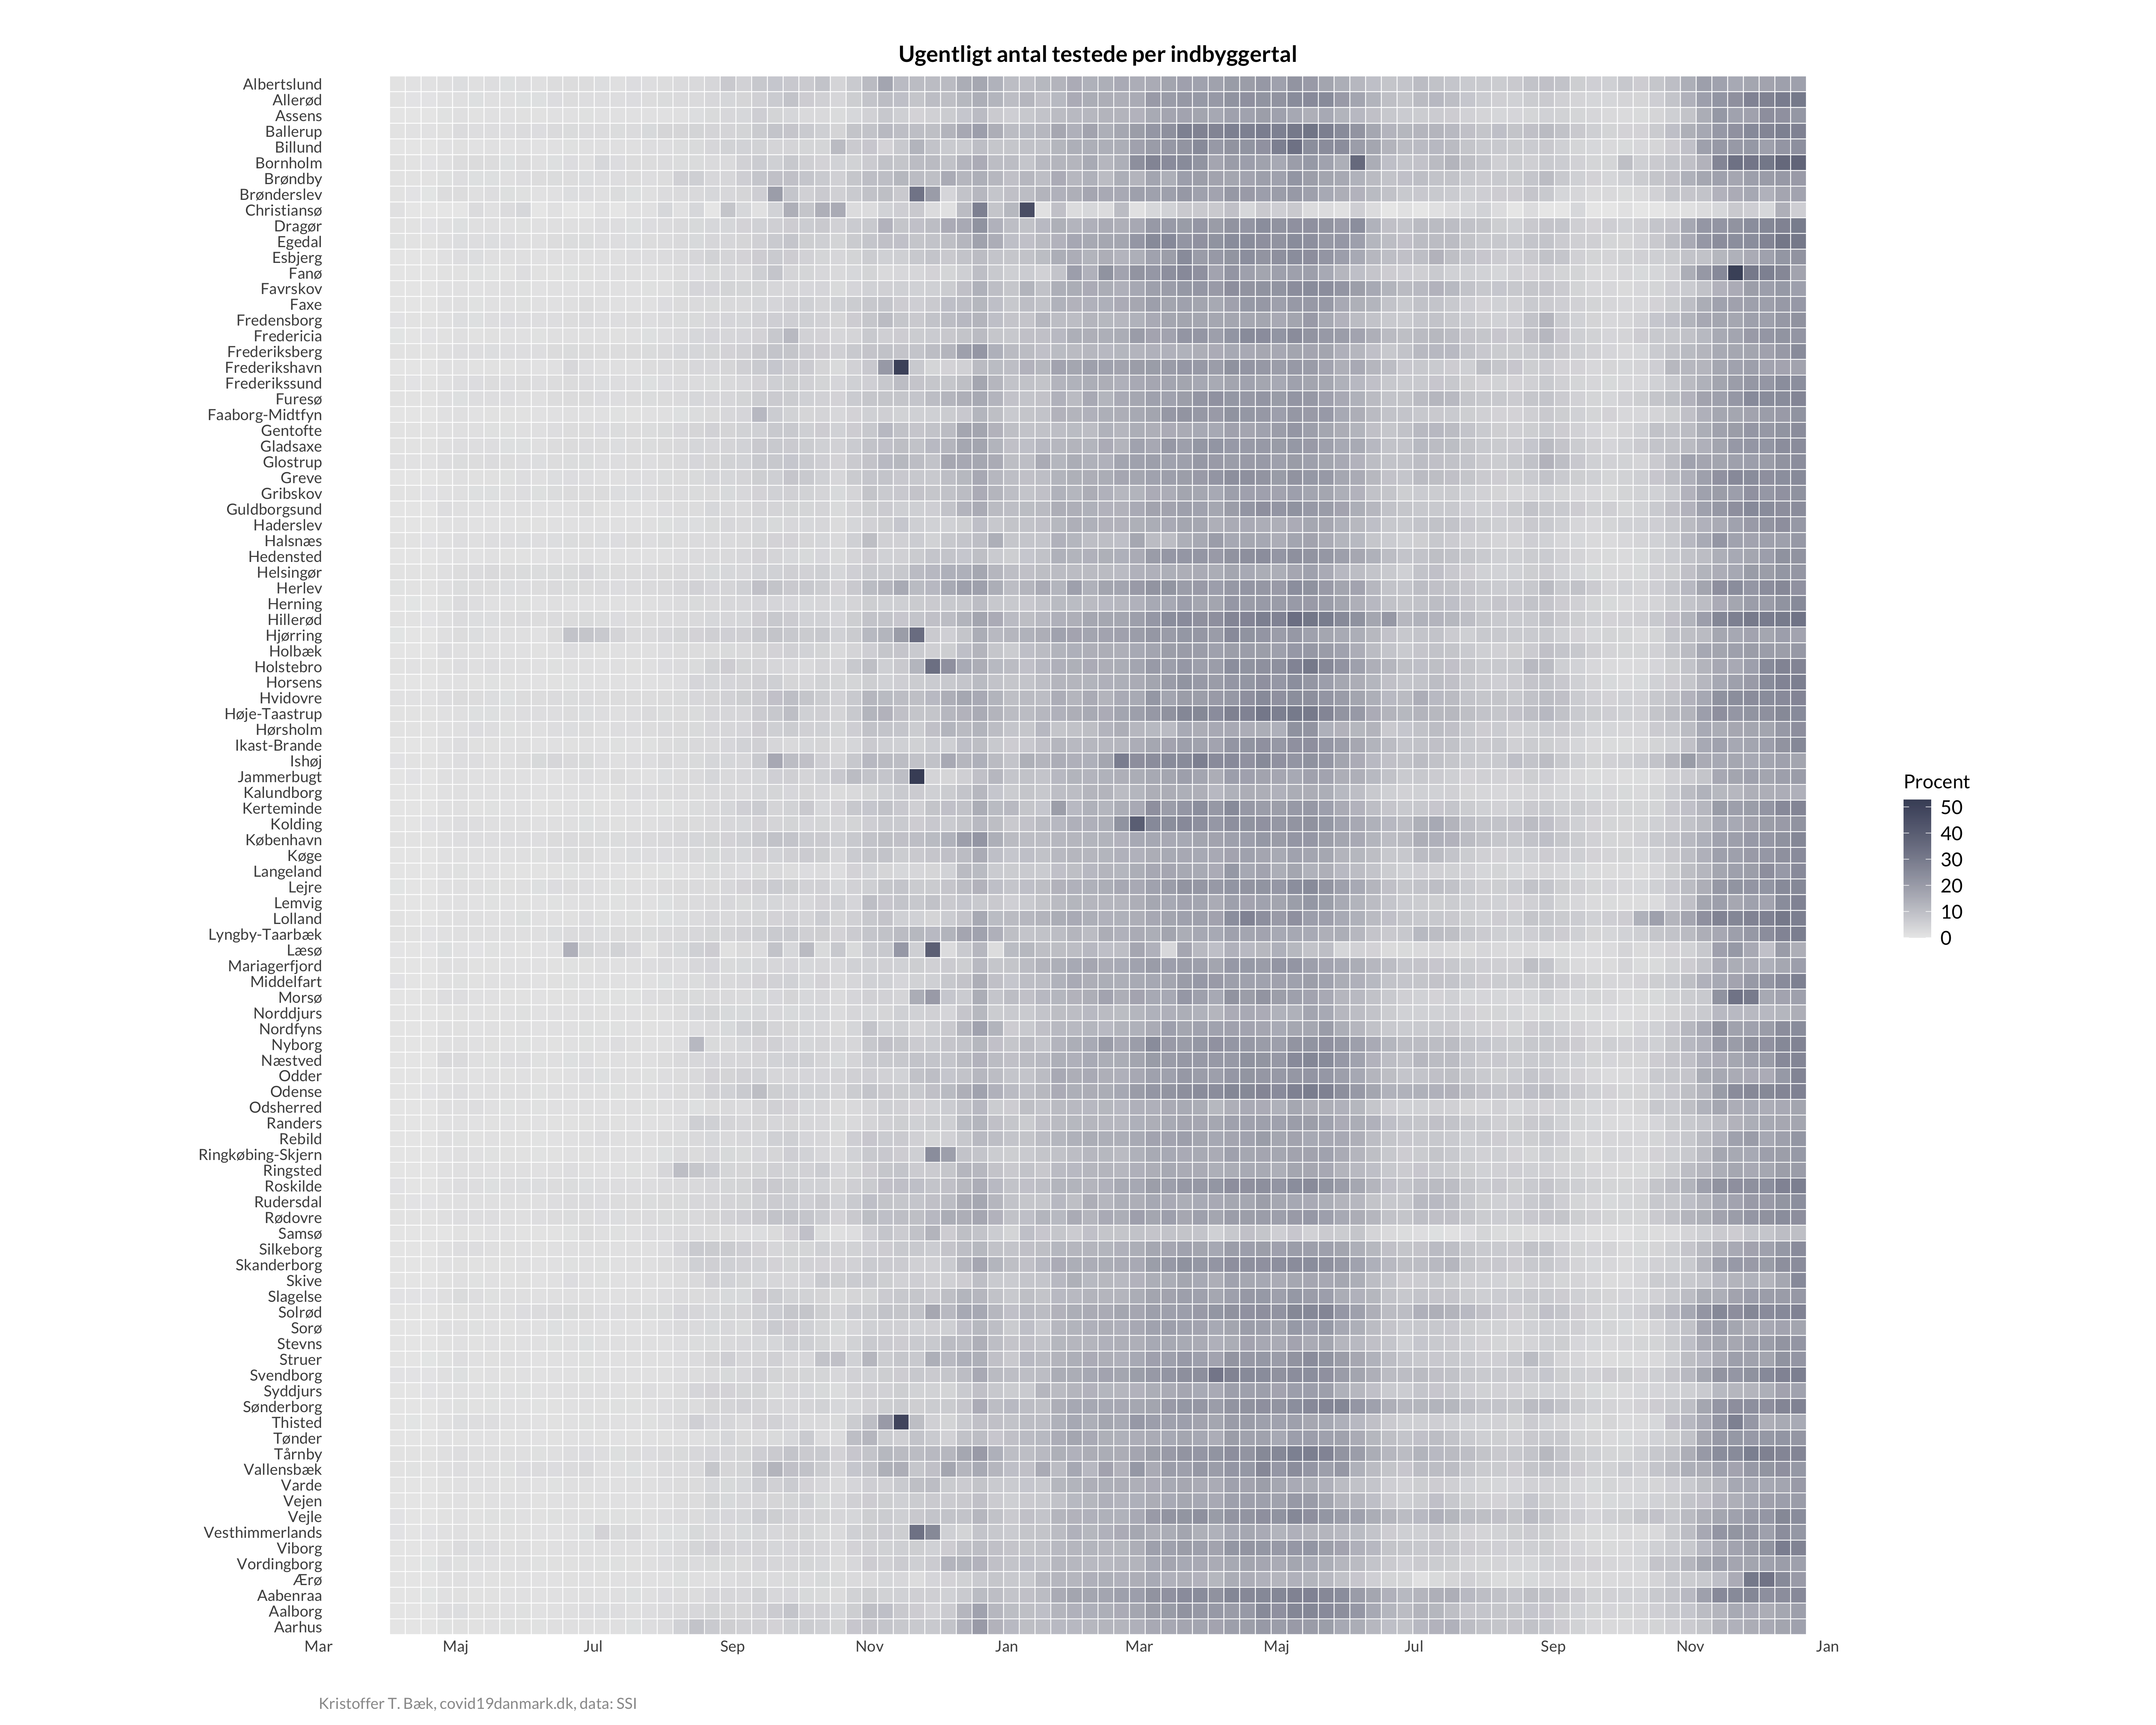 Ugentligt antal testede per indbyggertal
Albertslund
Allerød
Assens
Ballerup
Billund
Bornholm
Brøndby
Brønderslev
Christiansø
Dragør
Egedal
Esbjerg
Fanø
Favrskov
Faxe
Fredensborg
Fredericia
Frederiksberg
Frederikshavn
Frederikssund
Furesø
Faaborg-Midtfyn
Gentofte
Gladsaxe
Glostrup
Greve
Gribskov
Guldborgsund
Haderslev
Halsnæs
Hedensted
Helsingør
Herlev
Herning
Hillerød
Hjørring
Holbæk
Holstebro
Horsens
Hvidovre
Høje-Taastrup
Hørsholm
Ikast-Brande
Ishøj
Jammerbugt
Kalundborg
Kerteminde
Kolding
København
Køge
Langeland
Lejre
Lemvig
Lolland
Lyngby-Taarbæk
Læsø
Mariagerfjord
Middelfart
Morsø
Norddjurs
Nordfyns
Nyborg
Næstved
Odder
Odense
Odsherred
Randers
Rebild
Ringkøbing-Skjern
Ringsted
Roskilde
Rudersdal
Rødovre
Samsø
Silkeborg
Skanderborg
Skive
Slagelse
Solrød
Sorø
Stevns
Struer
Svendborg
Syddjurs
Sønderborg
Thisted
Tønder
Tårnby
Vallensbæk
Varde
Vejen
Vejle
Vesthimmerlands
Viborg
Vordingborg
Ærø
Aabenraa
Aalborg
Aarhus
Mar Maj Jul Sep Nov Jan Mar Maj Jul Sep Nov Jan
Procent
50
40
30
20
10
0
Kristoffer T. Bæk, covid19danmark.dk, data: SSI